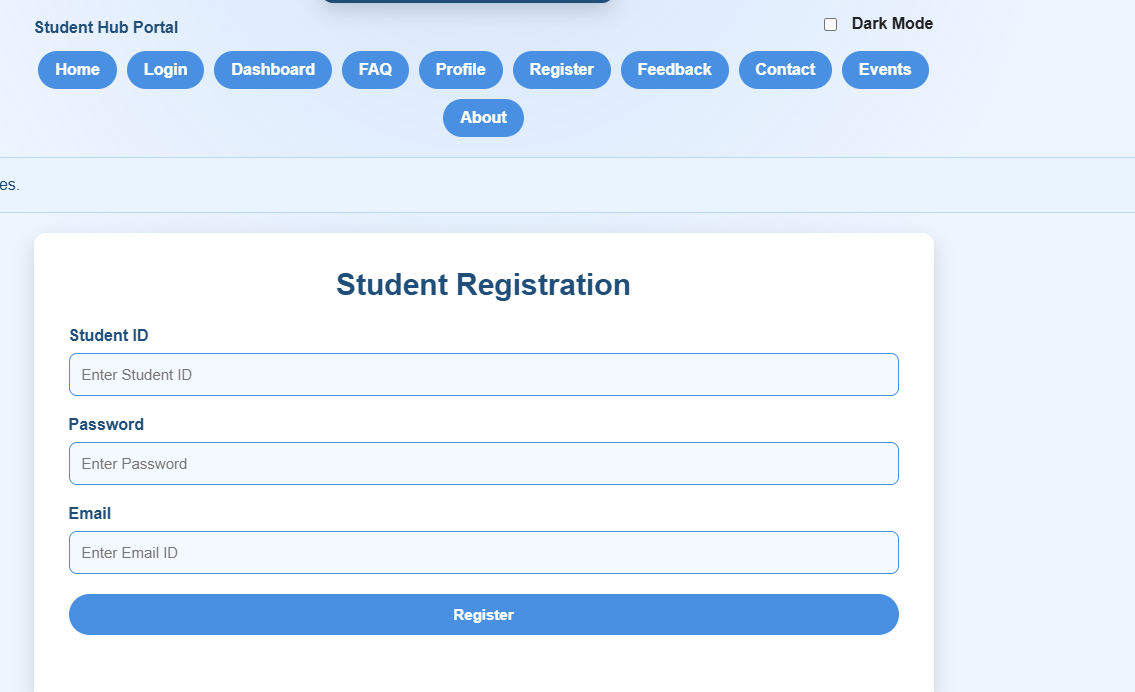 Student Hub Portal
Dark Mode
Home Login Dashboard FAQ Profile Register Feedback Contact Events
About
es.
Student Registration
Student ID
Enter Student ID
Password
Enter Password
Email
Enter Email ID
Register